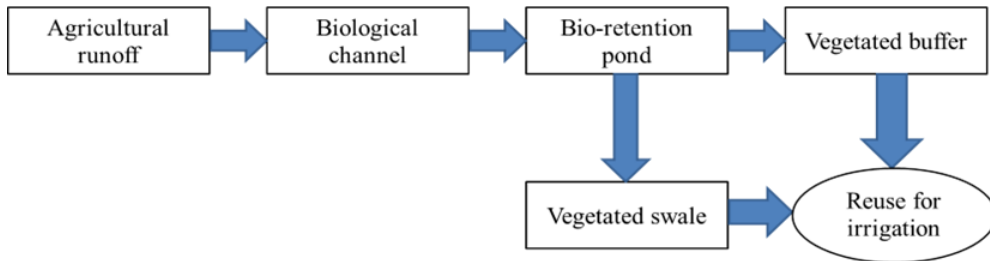 Agricultural
runoff
Biological
channel
Bio-retention
pond
Vegetated buffer
Vegetated swale
Reuse for
irrigation